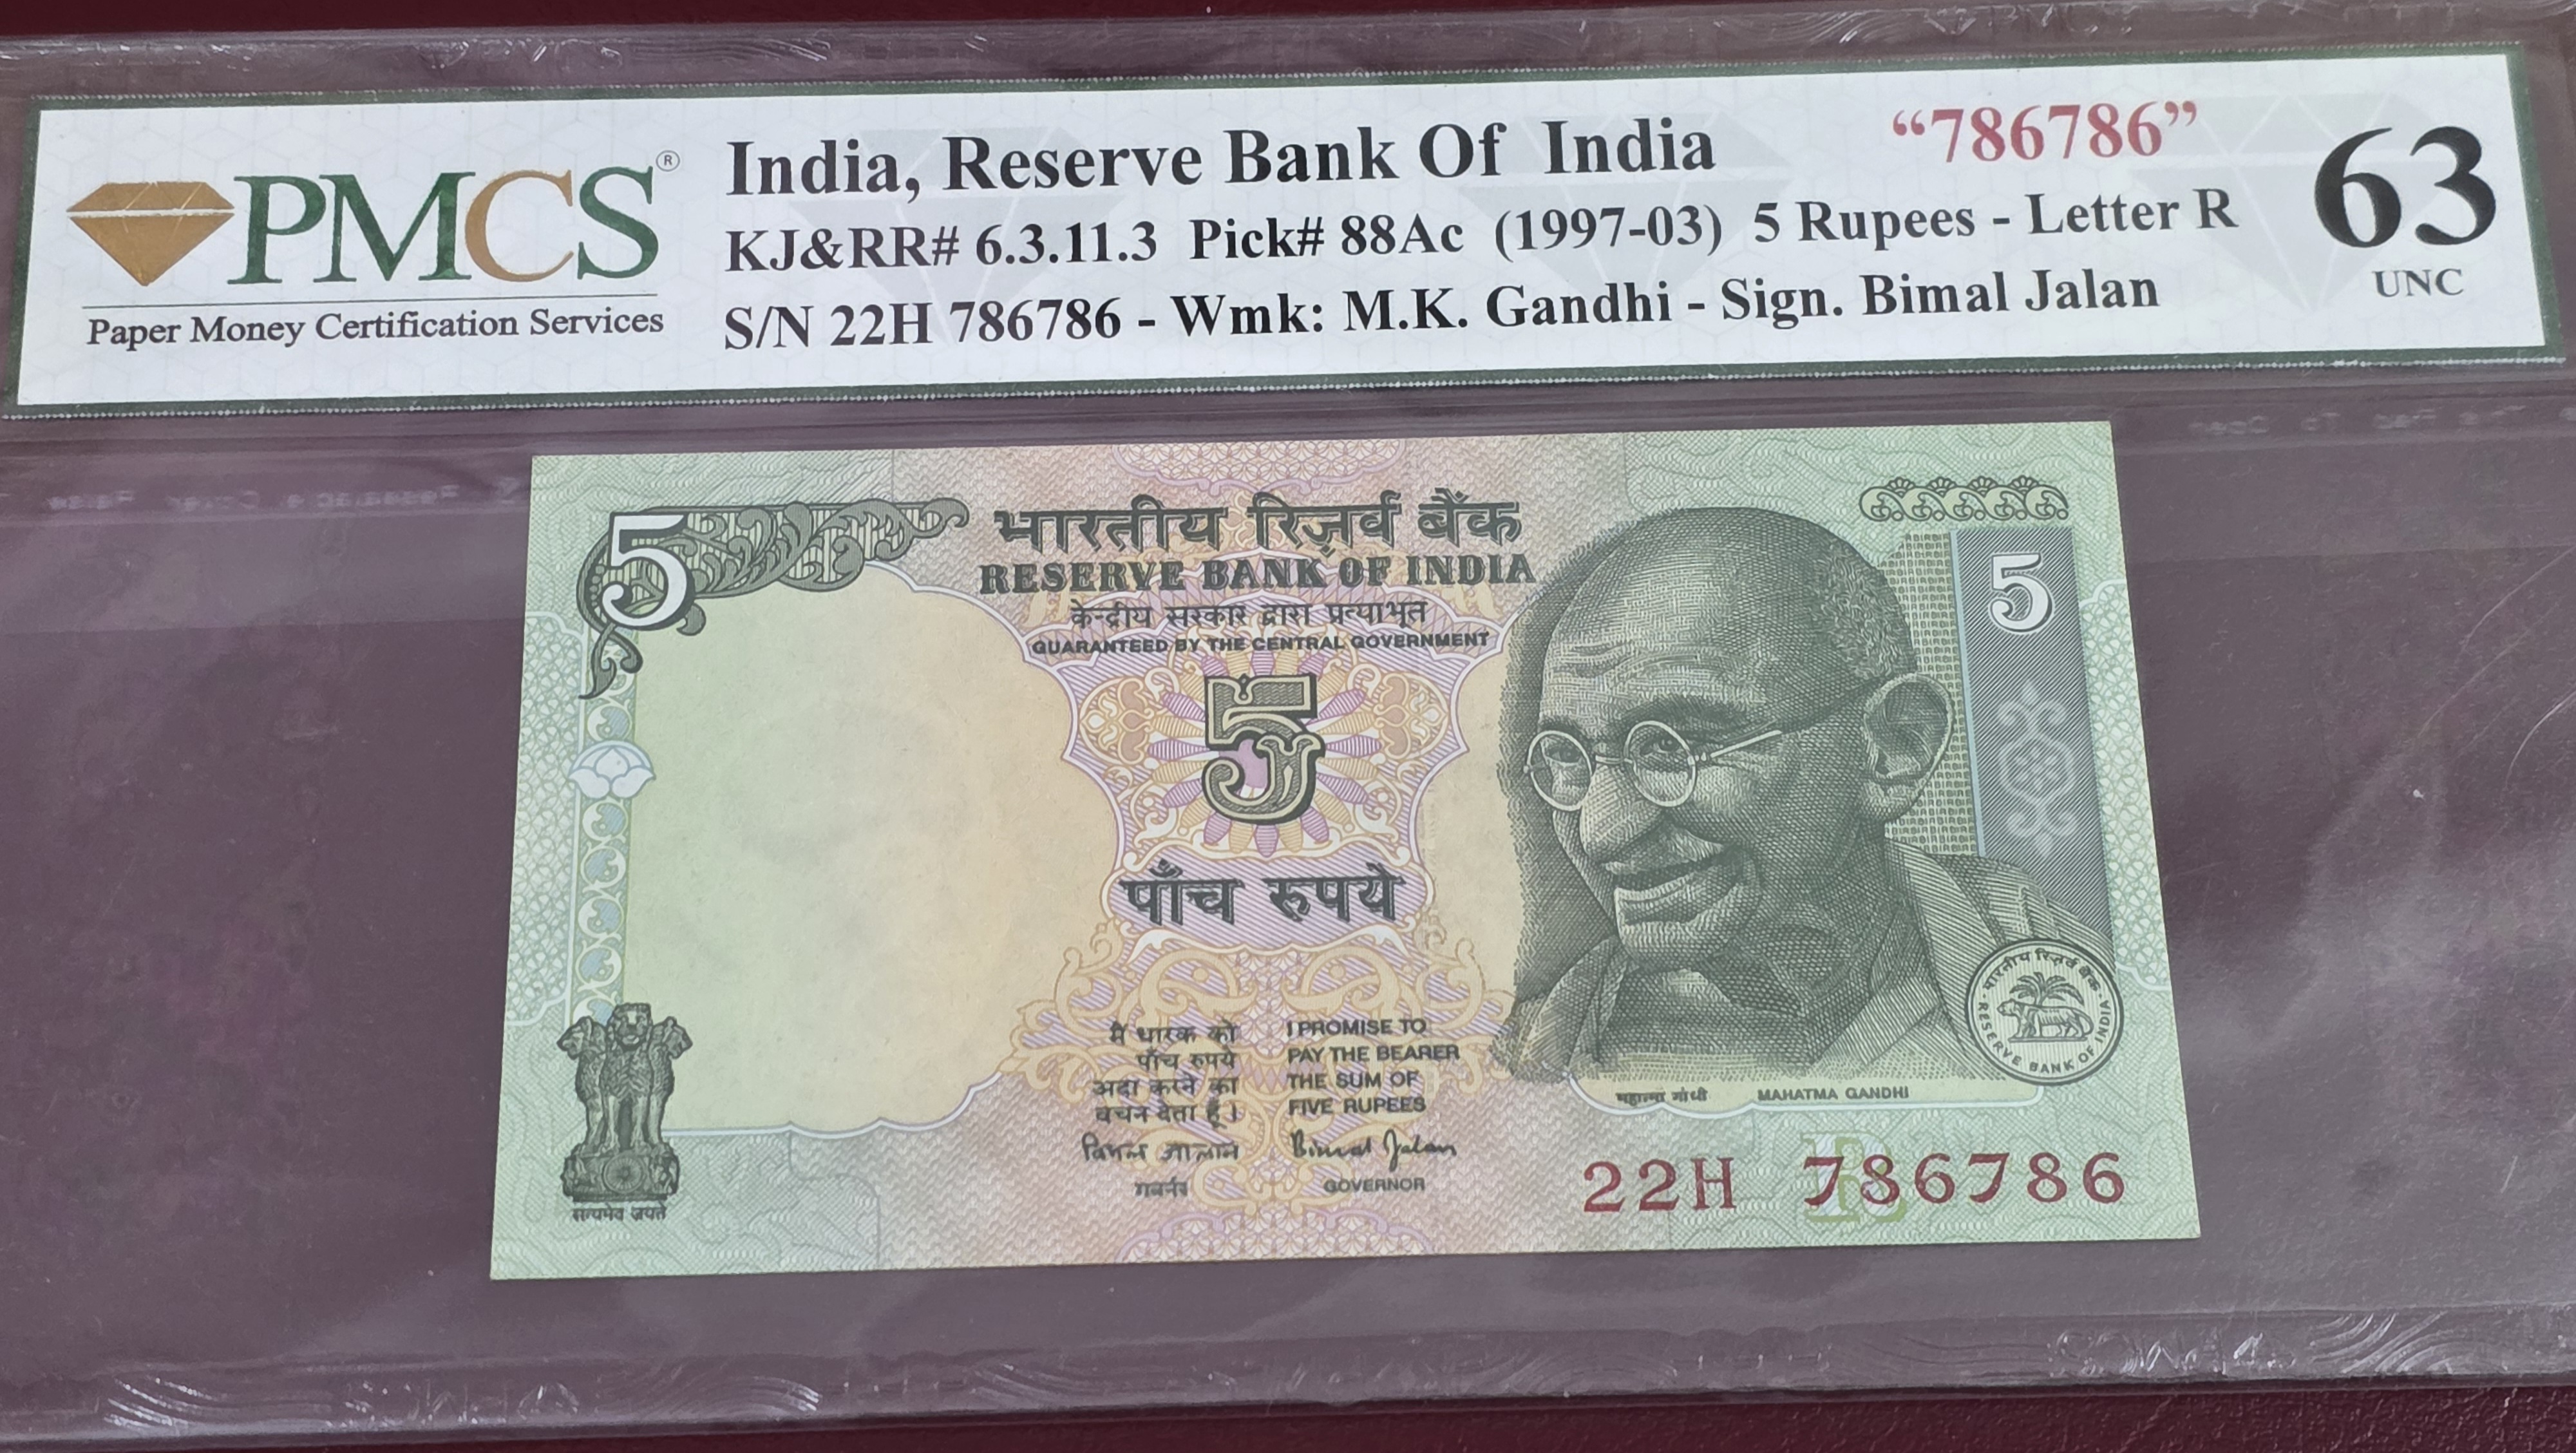 PMCS®
Paper Money Certification Services
India, Reserve Bank Of India
"786786"
KJ&RR# 6.3.11.3 Pick# 88Ac (1997-03) 5 Rupees - Letter R
S/N 22H 786786 - Wmk: M.K. Gandhi - Sign. Bimal Jalan
63
UNC
5
भारतीय रिज़र्व बैंक
RESERVE BANK OF INDIA
केन्द्रीय सरकार द्वारा प्रत्याभूत
GUARANTEED BY THE CENTRAL GOVERNMENT
5
5
पाँच रुपये
मैं धारक को
पाँच रुपये
अदा करने का
वचन देता हूँ।
I PROMISE TO
PAY THE BEARER
THE SUM OF
FIVE RUPEES
बिमल जालान
Bimal Jalan
गवर्नर
GOVERNOR
सत्यमेव जयते
महात्मा गांधी MAHATMA GANDHI
भारतीय रिज़र्व बैंक
RESERVE BANK OF INDIA
R
22H 786786